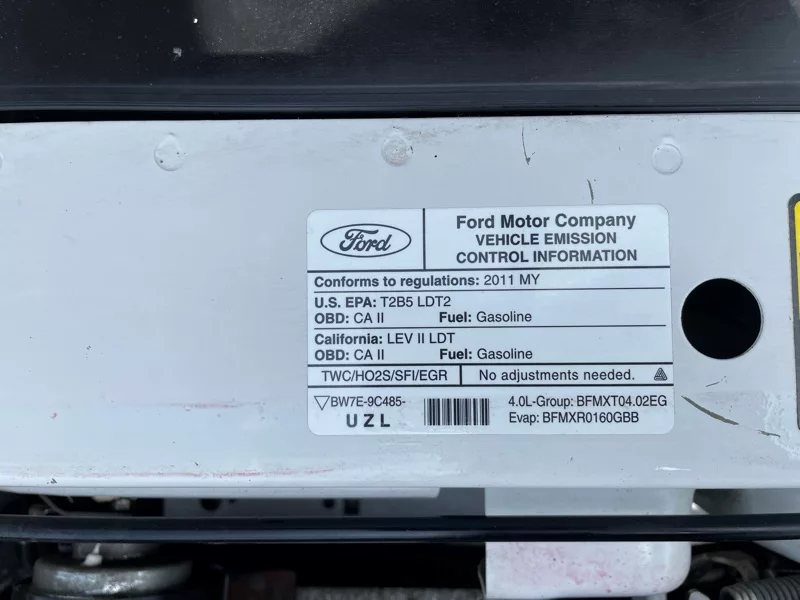 Ford
Ford Motor Company
VEHICLE EMISSION
CONTROL INFORMATION
Conforms to regulations: 2011 MY
U.S. EPA: T2B5 LDT2
OBD: CA II Fuel: Gasoline
California: LEV II LDT
OBD: CA II Fuel: Gasoline
TWC/HO2S/SFI/EGR No adjustments needed.
BW7E-9C485-
UZL
4.0L-Group: BFMXT04.02EG
Evap: BFMXR0160GBB